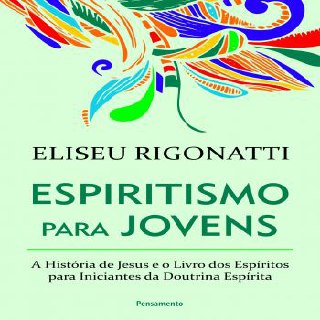 ELISEU RIGONATTI
ESPIRITISMO
PARA JOVENS
A História de Jesus e o Livro dos Espíritos
para Iniciantes da Doutrina Espírita
Pensamento